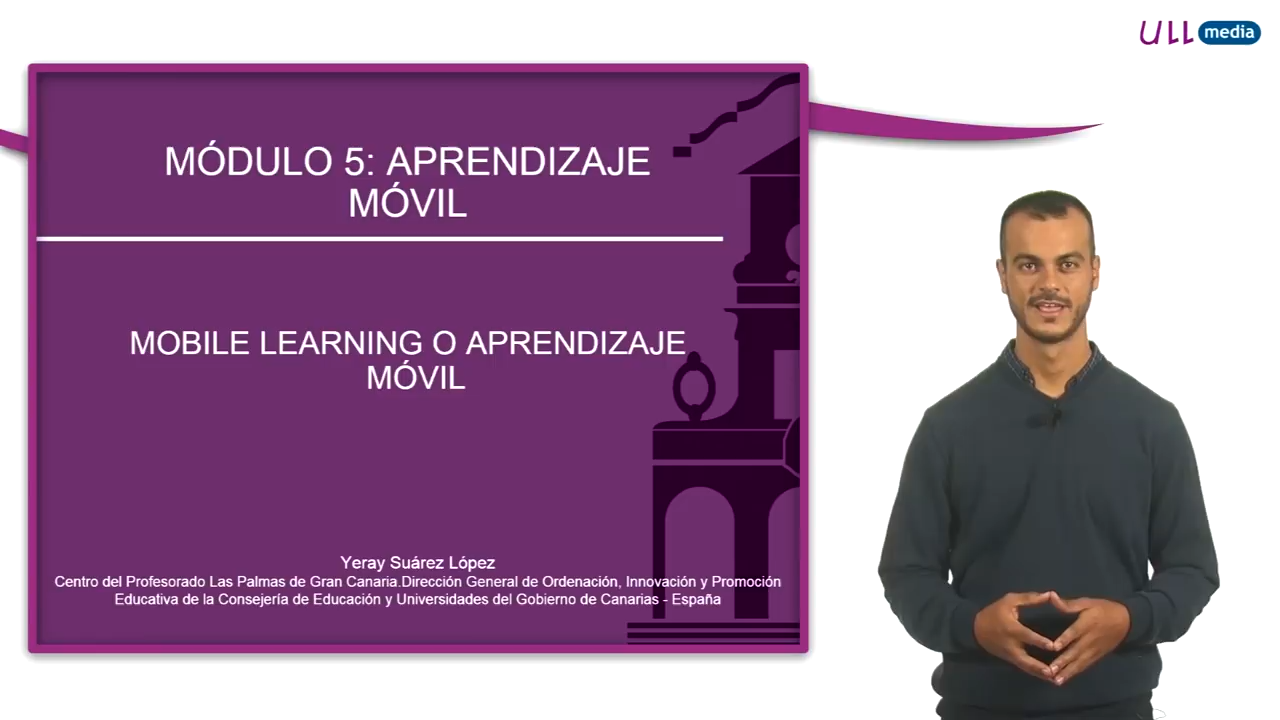 ULL media
MÓDULO 5: APRENDIZAJE
MÓVIL
MOBILE LEARNING O APRENDIZAJE
MÓVIL
Yeray Suárez López
Centro del Profesorado Las Palmas de Gran Canaria.Dirección General de Ordenación, Innovación y Promoción
Educativa de la Consejería de Educación y Universidades del Gobierno de Canarias - España